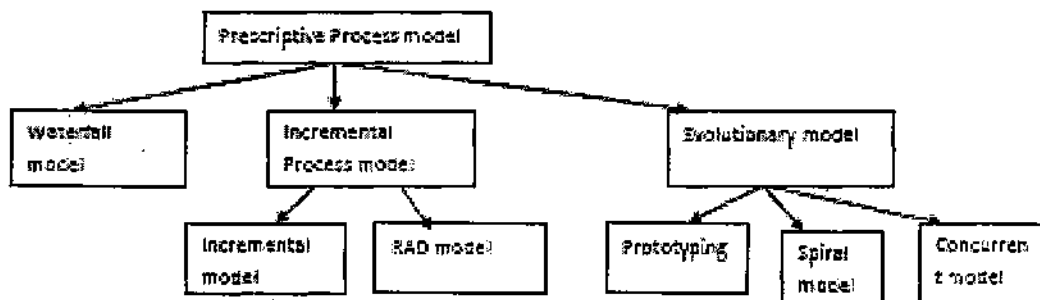 Prescriptive Process model
Waterfall
model
Incremental
Process model
Evolutionary model
Incremental
model
RAD model
Prototyping
Spiral
model
Concurren
t model